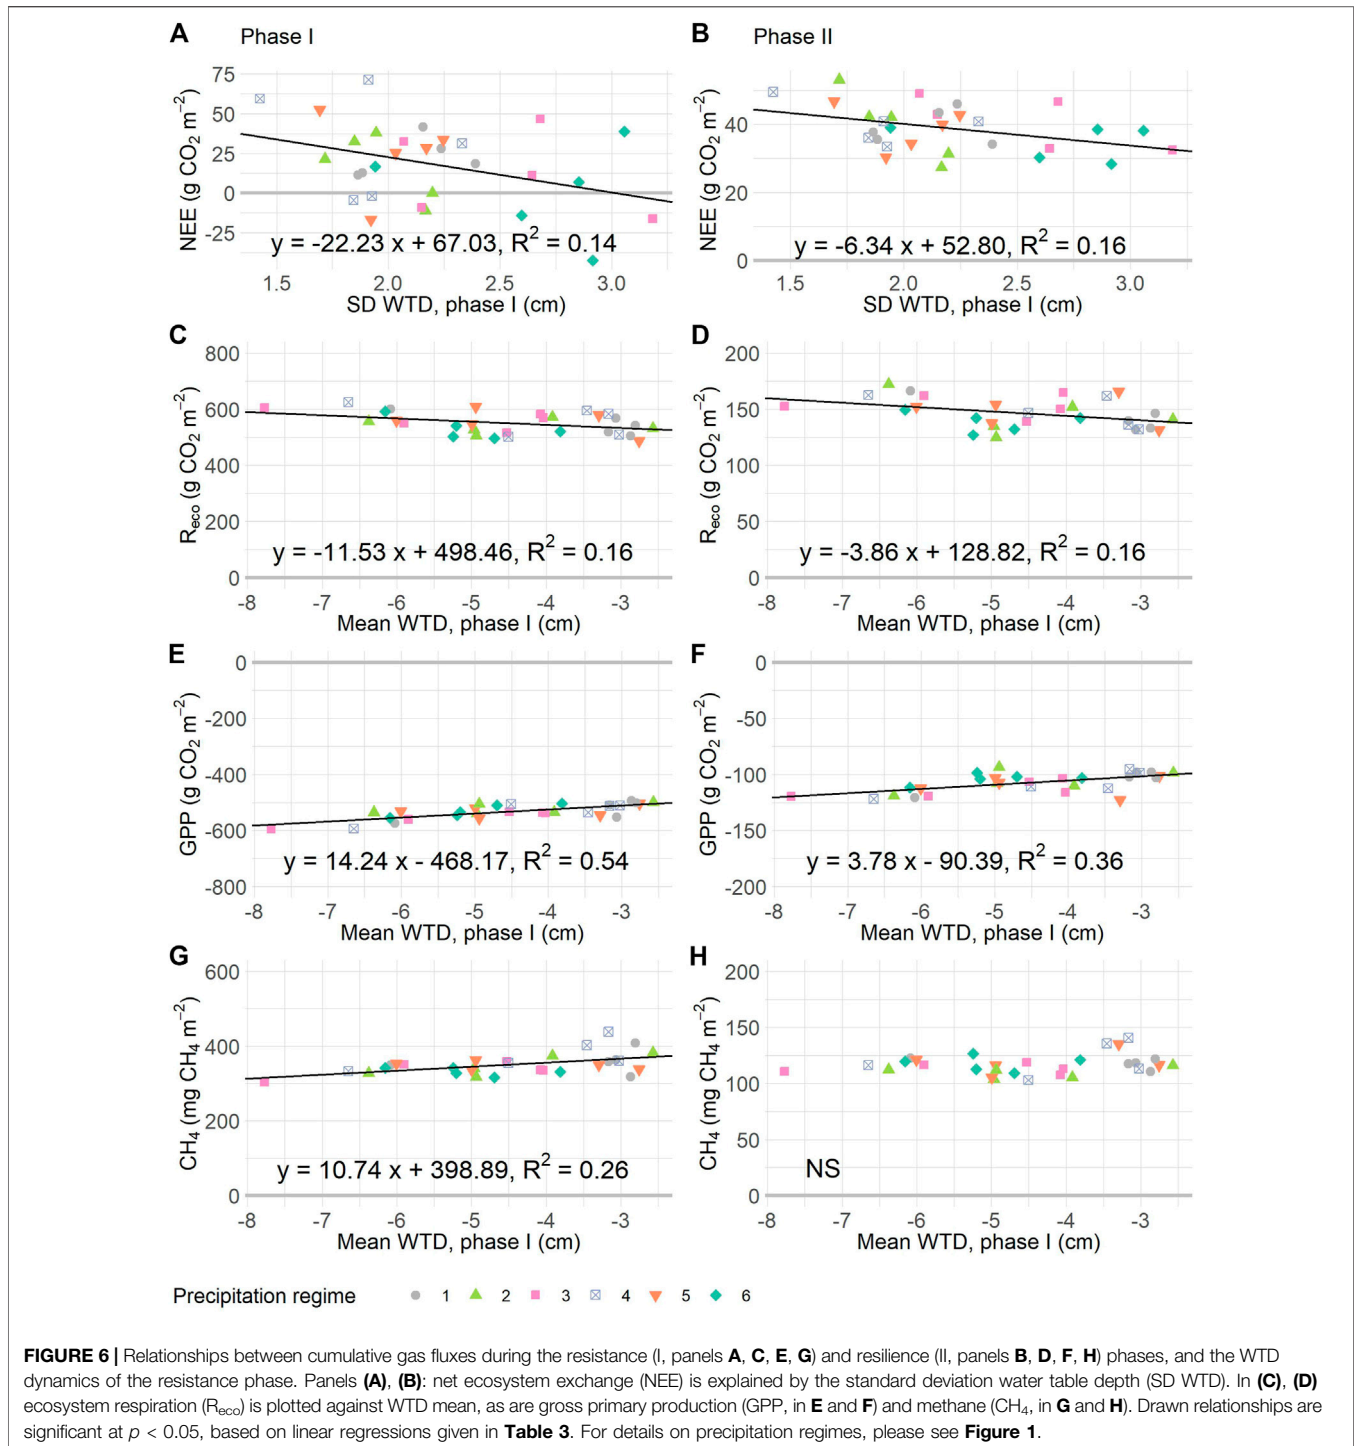 A Phase I
B Phase II
NEE (g CO2 m−2)
75
50
25
0
-25
y = -22.23 x + 67.03, R2 = 0.14
1.5 2.0 2.5 3.0
SD WTD, phase I (cm)
NEE (g CO2 m−2)
60
40
20
0
y = -6.34 x + 52.80, R2 = 0.16
1.5 2.0 2.5 3.0
SD WTD, phase I (cm)
C
Reco (g CO2 m−2)
800
600
400
200
0
y = -11.53 x + 498.46, R2 = 0.16
-8 -7 -6 -5 -4 -3
Mean WTD, phase I (cm)
D
Reco (g CO2 m−2)
200
150
100
50
0
y = -3.86 x + 128.82, R2 = 0.16
-8 -7 -6 -5 -4 -3
Mean WTD, phase I (cm)
E
GPP (g CO2 m−2)
0
-200
-400
-600
-800
y = 14.24 x - 468.17, R2 = 0.54
-8 -7 -6 -5 -4 -3
Mean WTD, phase I (cm)
F
GPP (g CO2 m−2)
0
-50
-100
-150
-200
y = 3.78 x - 90.39, R2 = 0.36
-8 -7 -6 -5 -4 -3
Mean WTD, phase I (cm)
G
CH4 (mg CH4 m−2)
600
400
200
0
y = 10.74 x + 398.89, R2 = 0.26
-8 -7 -6 -5 -4 -3
Mean WTD, phase I (cm)
H
CH4 (mg CH4 m−2)
200
150
100
50
0
NS
-8 -7 -6 -5 -4 -3
Mean WTD, phase I (cm)
Precipitation regime 1 2 3 4 5 6
FIGURE 6 | Relationships between cumulative gas fluxes during the resistance (I, panels A, C, E, G) and resilience (II, panels B, D, F, H) phases, and the WTD
dynamics of the resistance phase. Panels (A), (B): net ecosystem exchange (NEE) is explained by the standard deviation water table depth (SD WTD). In (C), (D)
ecosystem respiration (Reco) is plotted against WTD mean, as are gross primary production (GPP, in E and F) and methane (CH4, in G and H). Drawn relationships are
significant at p < 0.05, based on linear regressions given in Table 3. For details on precipitation regimes, please see Figure 1.